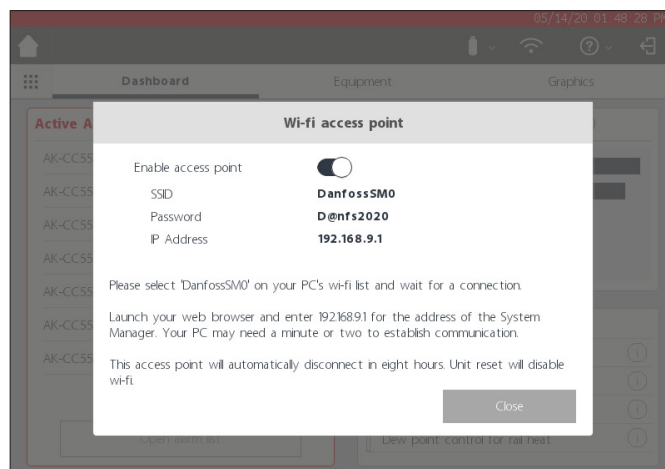 05/14/20 01:48:28 PM
Dashboard Equipment Graphics
Active A
Wi-fi access point
AK-CC55
Enable access point
SSID DanfossSM0
AK-CC55
Password D@nfs2020
AK-CC55
IP Address 192.168.9.1
AK-CC55
AK-CC55
Please select 'DanfossSM0' on your PC's wi-fi list and wait for a connection.
Launch your web browser and enter 192.168.9.1 for the address of the System
AK-CC55
Manager. Your PC may need a minute or two to establish communication.
AK-CC55
This access point will automatically disconnect in eight hours. Unit reset will disable
wi-fi.
Close
Open alarm list
Dew point control for rail heat